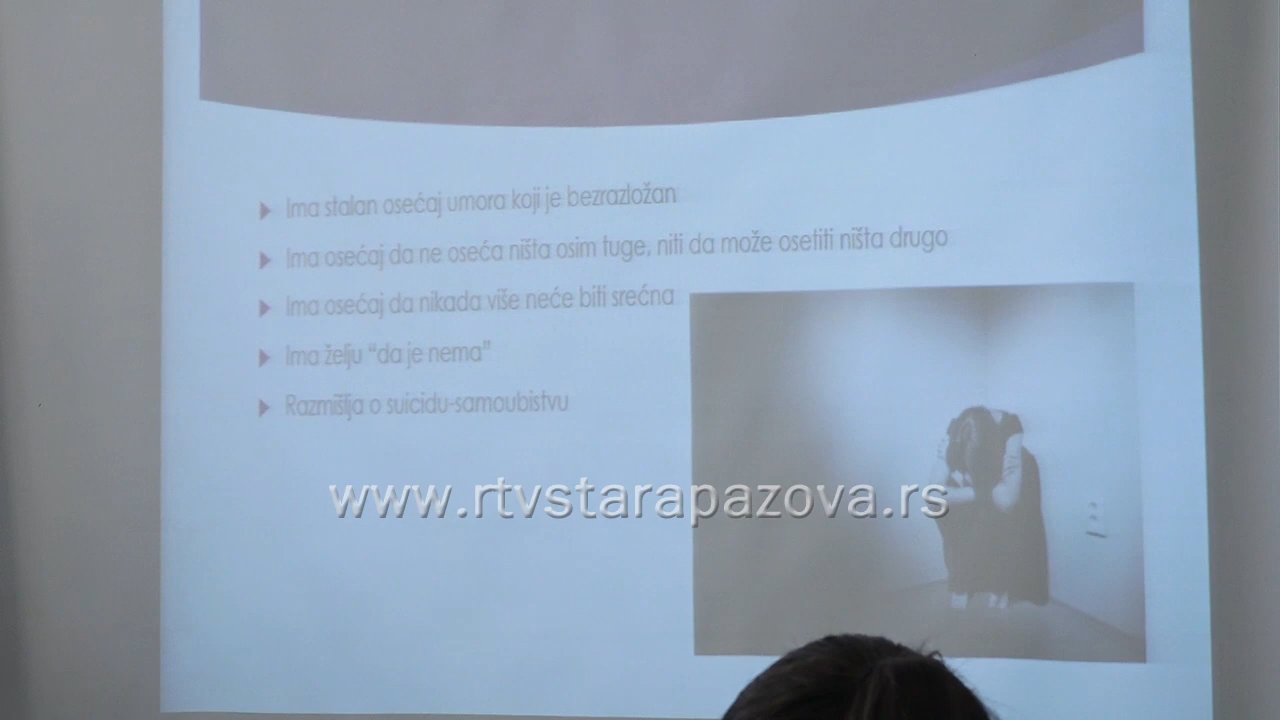 Ima stalan osećaj umora koji je bezrazložan
Ima osećaj da ne oseća ništa osim tuge, niti da može osetiti ništa drugo
Ima osećaj da nikada više neće biti srećna
Ima želju “da je nema”
Razmišlja o suicidu-samoubistvu
www.rtvstarapazova.rs